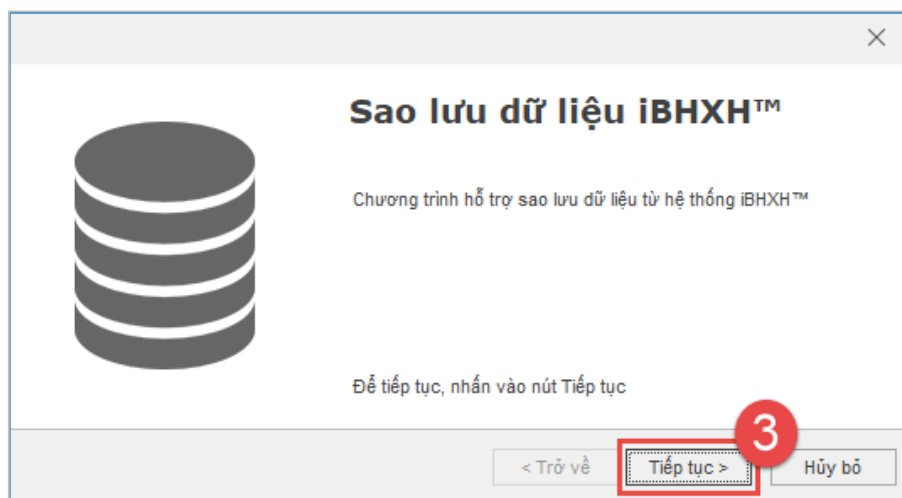 Sao lưu dữ liệu iBHXH™
Chương trình hỗ trợ sao lưu dữ liệu từ hệ thống iBHXH™
Để tiếp tục, nhấn vào nút Tiếp tục
3
< Trở về
Tiếp tục >
Hủy bỏ